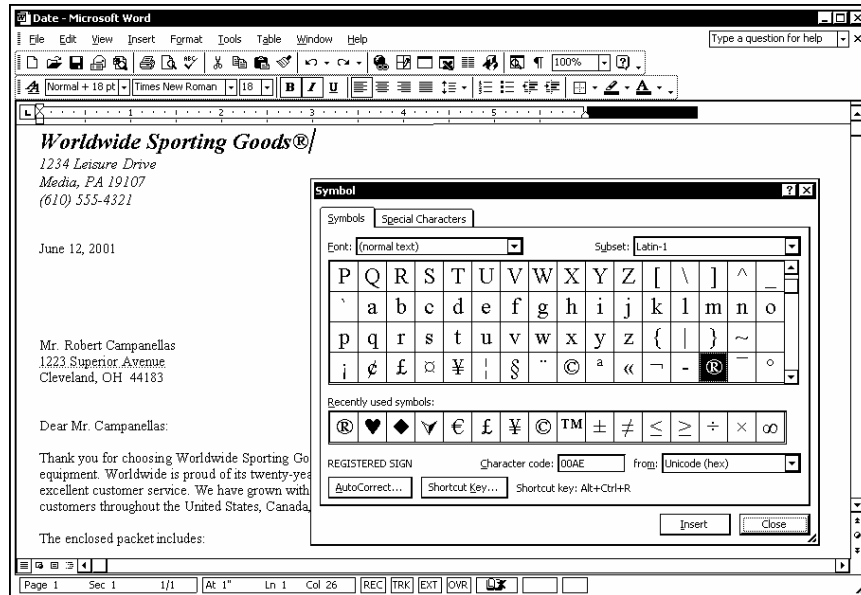 Date - Microsoft Word
File Edit View Insert Format Tools Table Window Help
Type a question for help
100%
Normal + 18 pt Times New Roman 18 B I U
1 2 3 4 5
Worldwide Sporting Goods®
1234 Leisure Drive
Media, PA 19107
(610) 555-4321
June 12, 2001
Mr. Robert Campanellas
1223 Superior Avenue
Cleveland, OH 44183
Dear Mr. Campanellas:
Thank you for choosing Worldwide Sporting Go
equipment. Worldwide is proud of its twenty-yea
excellent customer service. We have grown with
customers throughout the United States, Canada,
The enclosed packet includes:
Symbol
Symbols Special Characters
Font: (normal text) Subset: Latin-1
P Q R S T U V W X Y Z [ \ ] ^ _
` a b c d e f g h i j k l m n o
p q r s t u v w x y z { | } ~
¡ ¢ £ ¤ ¥ ¦ § ¨ © ª « ¬ - ® ¯ °
Recently used symbols:
® ♥ ◆ ⮟ € £ ¥ © ™ ± ≠ ≤ ≥ ÷ × ∞
REGISTERED SIGN Character code: 00AE from: Unicode (hex)
AutoCorrect... Shortcut Key... Shortcut key: Alt+Ctrl+R
Insert Close
Page 1 Sec 1 1/1 At 1" Ln 1 Col 26 REC TRK EXT OVR